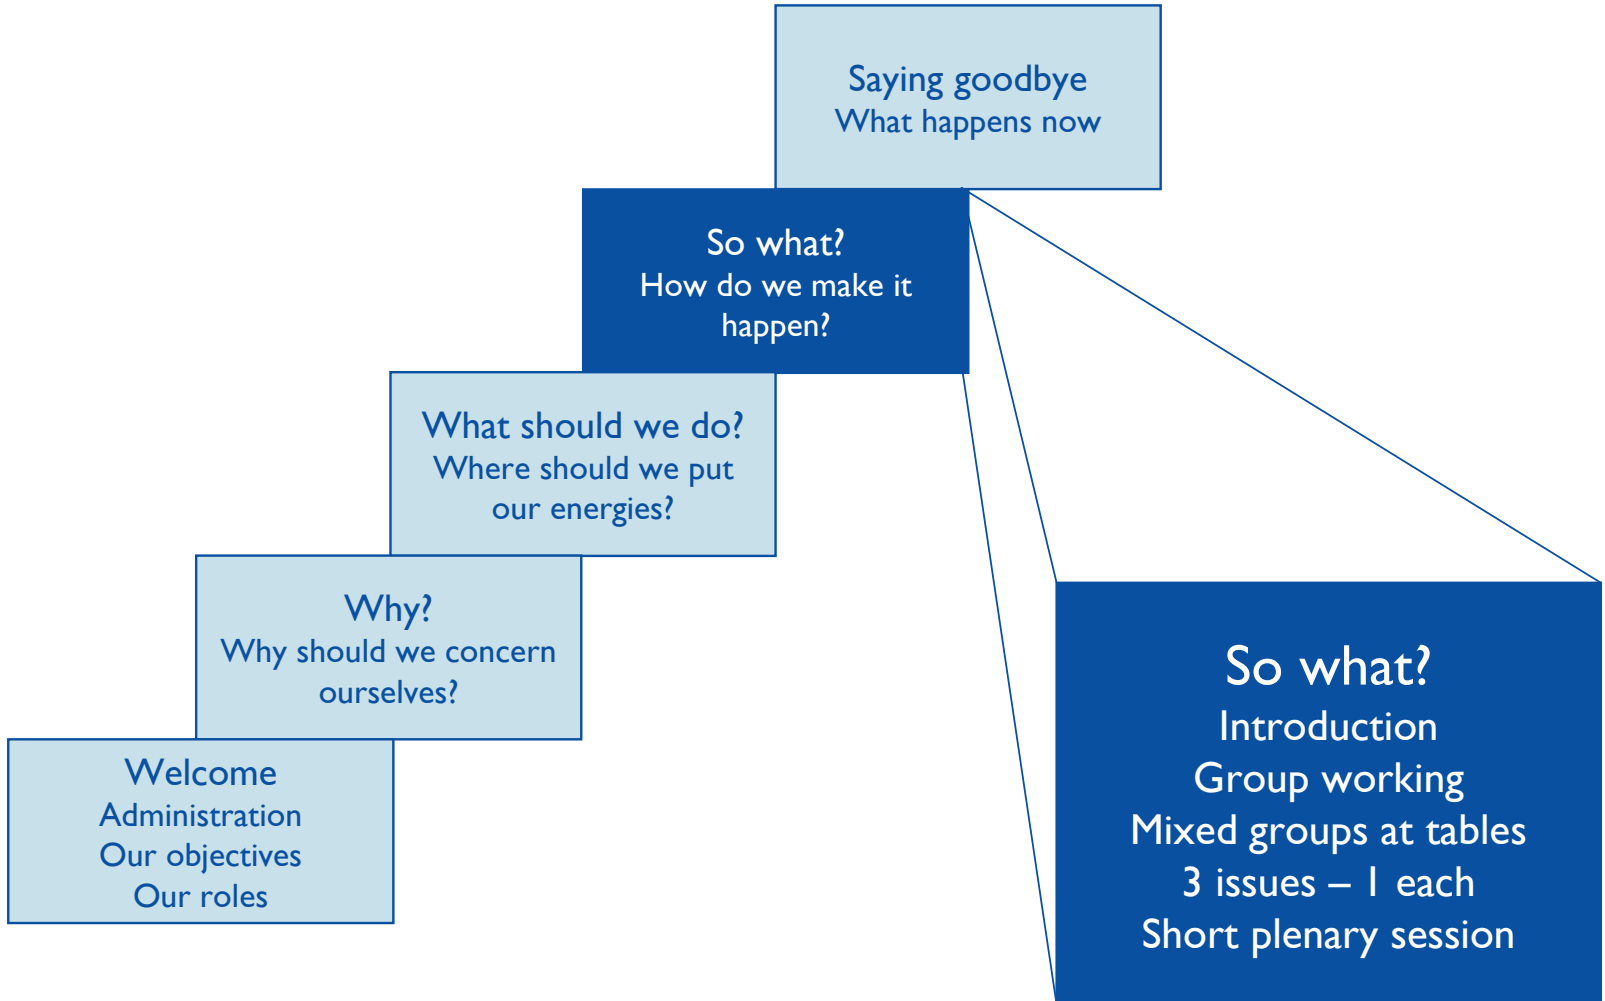 Saying goodbye
What happens now
So what?
How do we make it
happen?
What should we do?
Where should we put
our energies?
Why?
Why should we concern
ourselves?
Welcome
Administration
Our objectives
Our roles
So what?
Introduction
Group working
Mixed groups at tables
3 issues – 1 each
Short plenary session